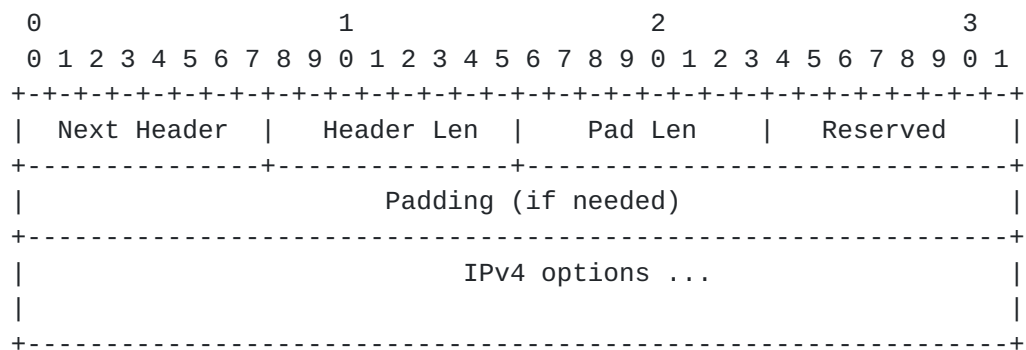 0                   1                   2                   3
 0 1 2 3 4 5 6 7 8 9 0 1 2 3 4 5 6 7 8 9 0 1 2 3 4 5 6 7 8 9 0 1
+-+-+-+-+-+-+-+-+-+-+-+-+-+-+-+-+-+-+-+-+-+-+-+-+-+-+-+-+-+-+-+-+
|  Next Header  |   Header Len  |    Pad Len    |   Reserved    |
+---------------+---------------+-------------------------------+
|                       Padding (if needed)                     |
+---------------------------------------------------------------+
|                            IPv4 options ...                   |
|                                                               |
+---------------------------------------------------------------+